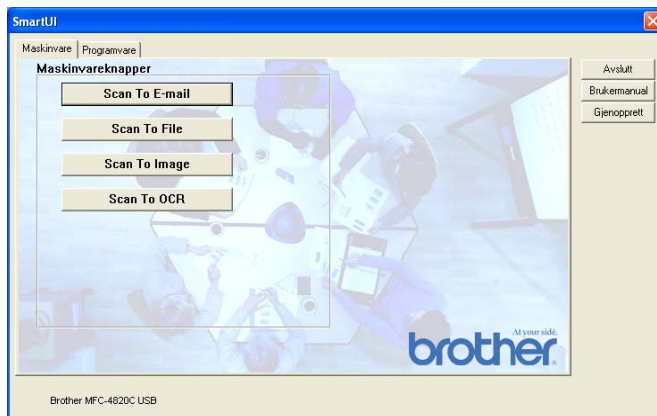 SmartUI
Maskinvare
Programvare
Maskinvareknapper
Scan To E-mail
Scan To File
Scan To Image
Scan To OCR
Avslutt
Brukermanual
Gjenopprett
At your side.
brother
Brother MFC-4820C USB